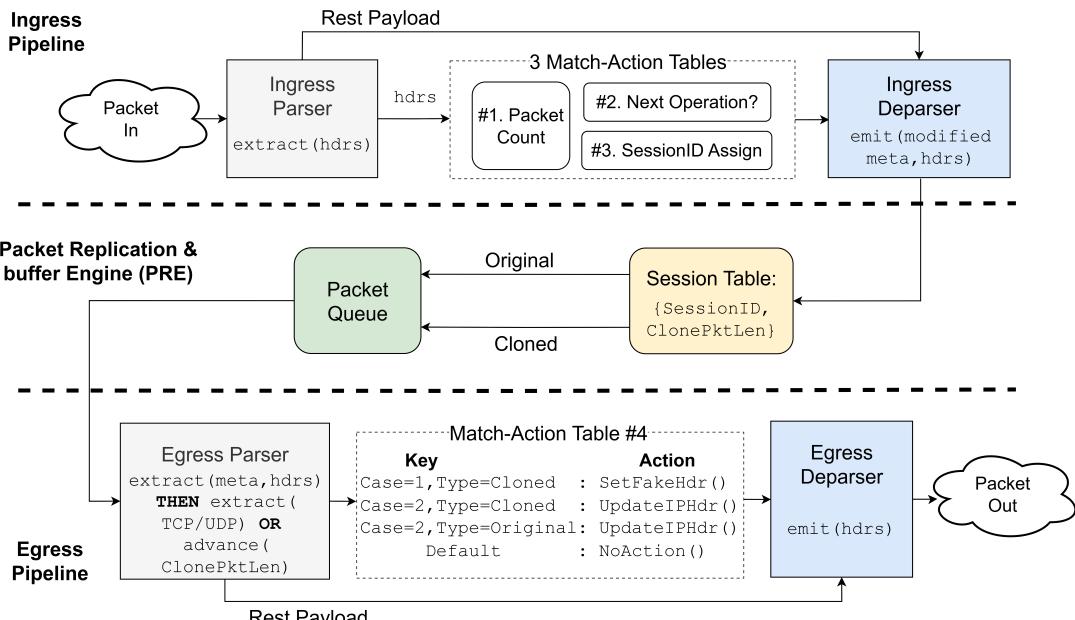 Ingress
Pipeline
Rest Payload
Packet
In
Ingress
Parser
extract(hdrs)
hdrs
3 Match-Action Tables
#1. Packet
Count
#2. Next Operation?
#3. SessionID Assign
Ingress
Deparser
emit(modified
meta,hdrs)
Packet Replication &
buffer Engine (PRE)
Packet
Queue
Original
Cloned
Session Table:
{SessionID,
ClonePktLen}
Egress
Pipeline
Egress Parser
extract(meta,hdrs)
THEN extract(
TCP/UDP) OR
advance(
ClonePktLen)
Match-Action Table #4
Key Action
Case=1,Type=Cloned : SetFakeHdr()
Case=2,Type=Cloned : UpdateIPHdr()
Case=2,Type=Original: UpdateIPHdr()
Default : NoAction()
Egress
Deparser
emit(hdrs)
Packet
Out
Rest Payload